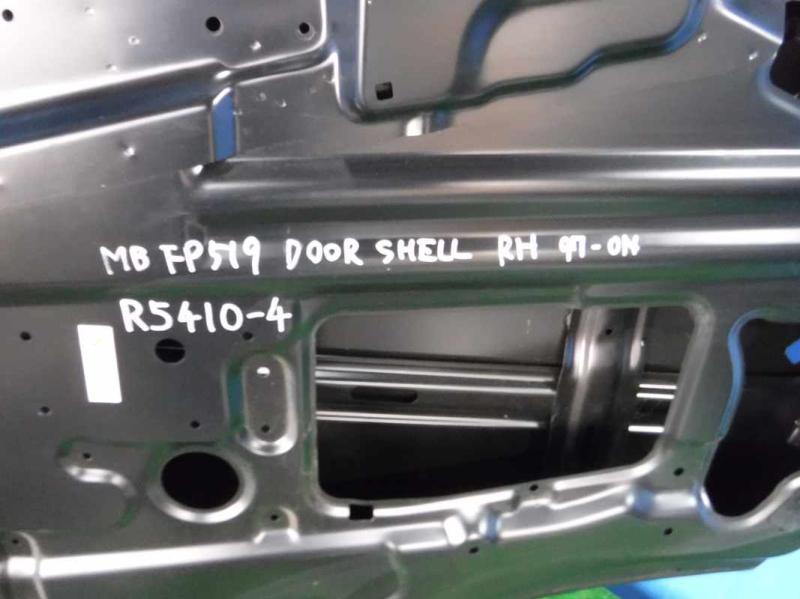 MB FP519 DOOR SHELL RH 97-ON
R5410-4